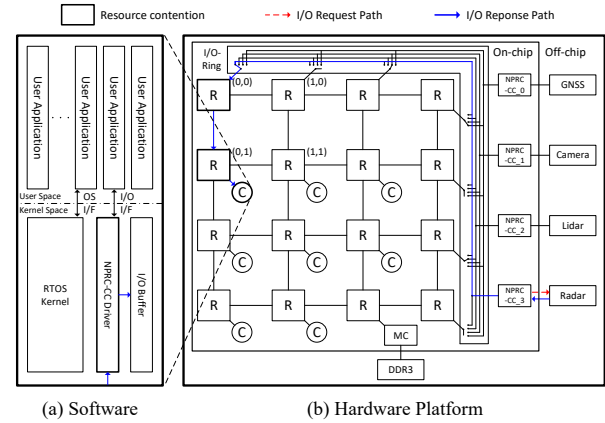 Resource contention
I/O Request Path
I/O Reponse Path
User Application
. . . .
User Application
User Application
User Application
User Space
Kernel Space
OS
I/F
I/O
I/F
RTOS
Kernel
NPRC-CC Driver
I/O Buffer
(a) Software
I/O-
Ring
On-chip
Off-chip
R
(0,0)
R
(1,0)
R
R
NPRC
-CC_0
GNSS
R
(0,1)
R
(1,1)
R
R
C
C
C
NPRC
-CC_1
Camera
R
R
R
R
C
C
C
NPRC
-CC_2
Lidar
R
R
R
R
C
C
MC
DDR3
NPRC
-CC_3
Radar
(b) Hardware Platform